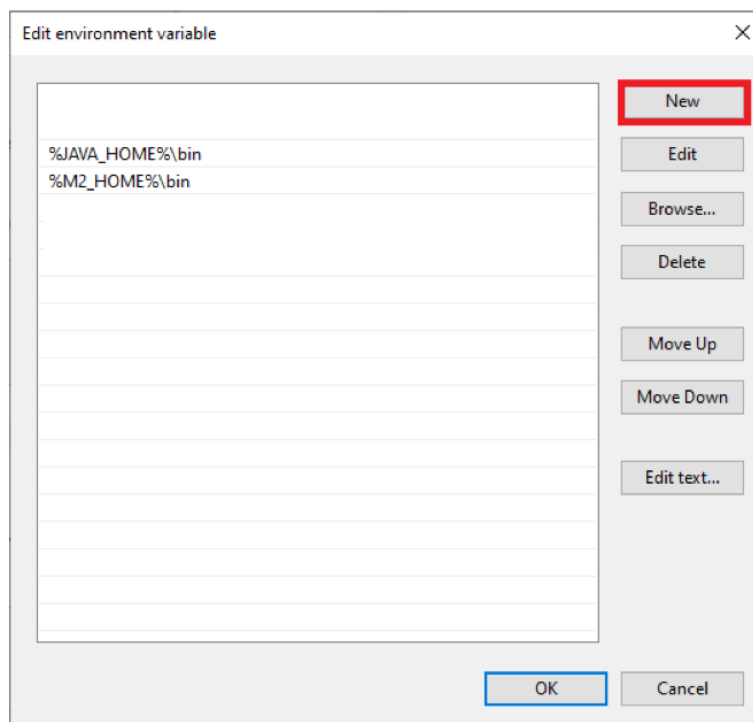 Edit environment variable
New
%JAVA_HOME%\bin
Edit
%M2_HOME%\bin
Browse...
Delete
Move Up
Move Down
Edit text...
OK
Cancel